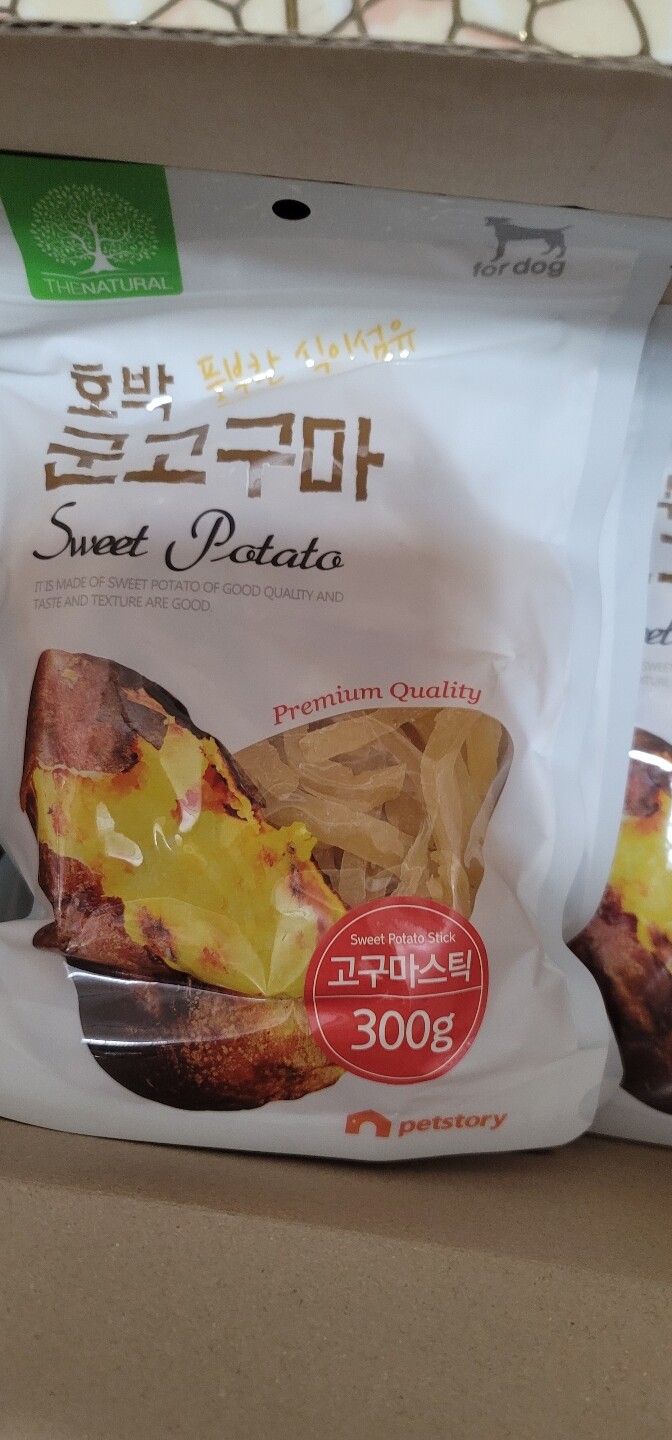 THENATURAL
for dog
풍부한 식이섬유
호박
군고구마
Sweet Potato
IT IS MADE OF SWEET POTATO OF GOOD QUALITY AND
TASTE AND TEXTURE ARE GOOD.
Premium Quality
Sweet Potato Stick
고구마스틱
300g
petstory